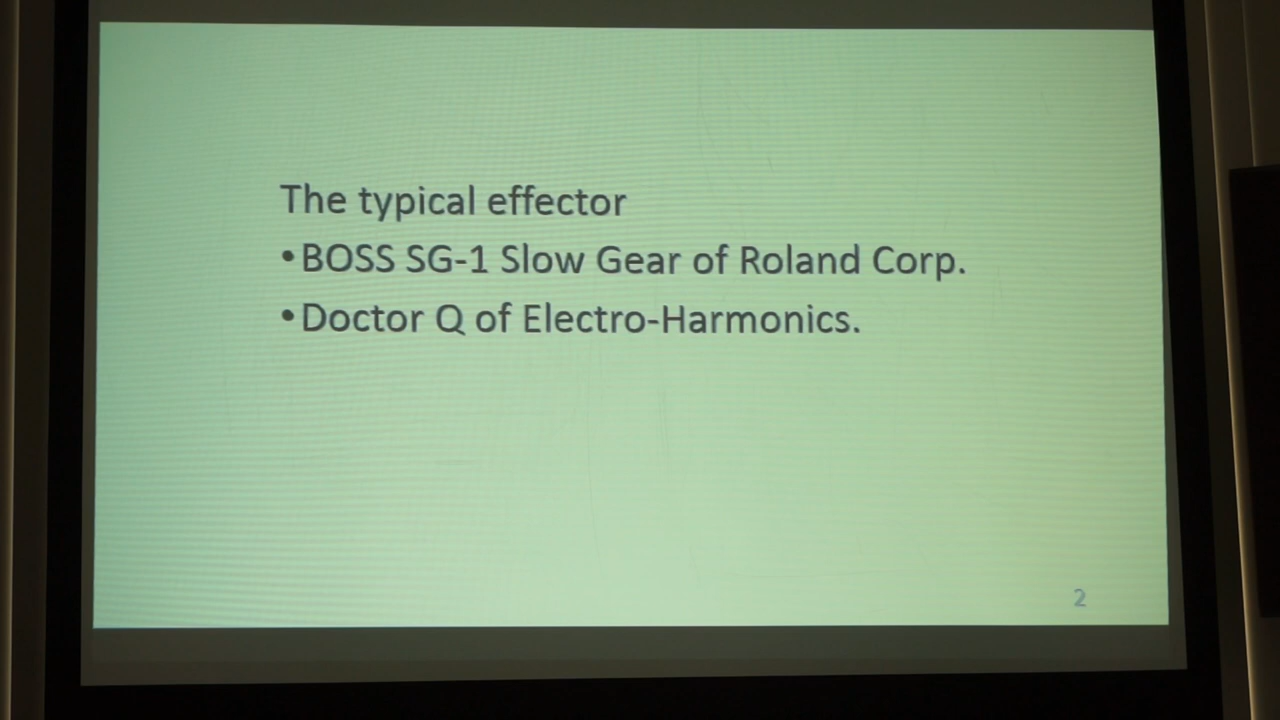 The typical effector
•BOSS SG-1 Slow Gear of Roland Corp.
•Doctor Q of Electro-Harmonics.
2